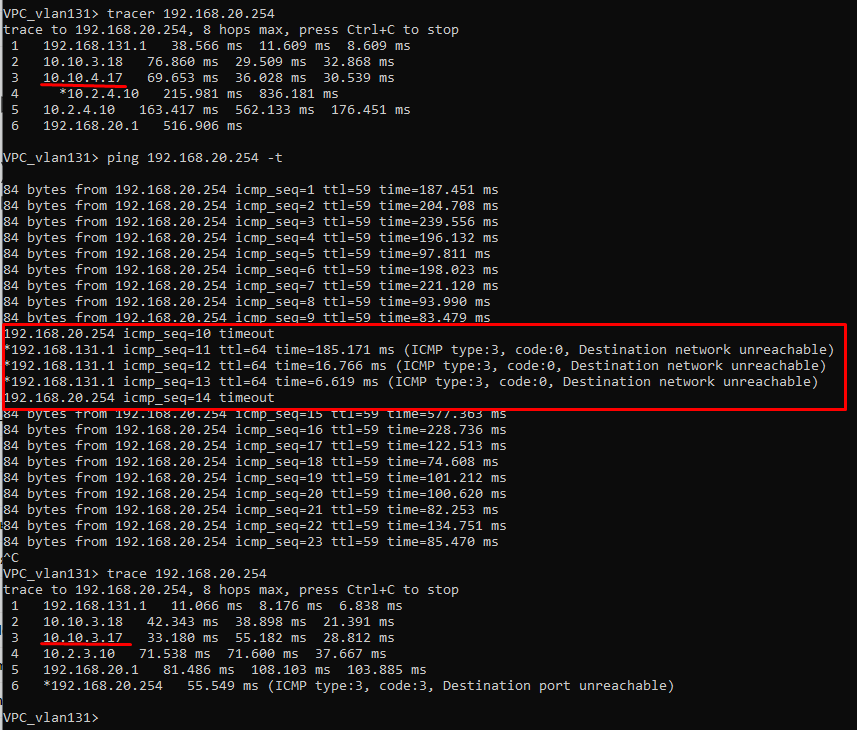 VPC_vlan131> tracer 192.168.20.254
trace to 192.168.20.254, 8 hops max, press Ctrl+C to stop
 1   192.168.131.1   38.566 ms  11.609 ms  8.609 ms
 2   10.10.3.18   76.860 ms  29.509 ms  32.868 ms
 3   10.10.4.17   69.653 ms  36.028 ms  30.539 ms
 4     *10.2.4.10   215.981 ms  836.181 ms
 5   10.2.4.10   163.417 ms  562.133 ms  176.451 ms
 6   192.168.20.1   516.906 ms
VPC_vlan131> ping 192.168.20.254 -t
84 bytes from 192.168.20.254 icmp_seq=1 ttl=59 time=187.451 ms
84 bytes from 192.168.20.254 icmp_seq=2 ttl=59 time=204.708 ms
84 bytes from 192.168.20.254 icmp_seq=3 ttl=59 time=239.556 ms
84 bytes from 192.168.20.254 icmp_seq=4 ttl=59 time=196.132 ms
84 bytes from 192.168.20.254 icmp_seq=5 ttl=59 time=97.811 ms
84 bytes from 192.168.20.254 icmp_seq=6 ttl=59 time=198.023 ms
84 bytes from 192.168.20.254 icmp_seq=7 ttl=59 time=221.120 ms
84 bytes from 192.168.20.254 icmp_seq=8 ttl=59 time=93.990 ms
84 bytes from 192.168.20.254 icmp_seq=9 ttl=59 time=83.479 ms
192.168.20.254 icmp_seq=10 timeout
*192.168.131.1 icmp_seq=11 ttl=64 time=185.171 ms (ICMP type:3, code:0, Destination network unreachable)
*192.168.131.1 icmp_seq=12 ttl=64 time=16.766 ms (ICMP type:3, code:0, Destination network unreachable)
*192.168.131.1 icmp_seq=13 ttl=64 time=6.619 ms (ICMP type:3, code:0, Destination network unreachable)
192.168.20.254 icmp_seq=14 timeout
84 bytes from 192.168.20.254 icmp_seq=15 ttl=59 time=577.363 ms
84 bytes from 192.168.20.254 icmp_seq=16 ttl=59 time=228.736 ms
84 bytes from 192.168.20.254 icmp_seq=17 ttl=59 time=122.513 ms
84 bytes from 192.168.20.254 icmp_seq=18 ttl=59 time=74.608 ms
84 bytes from 192.168.20.254 icmp_seq=19 ttl=59 time=101.212 ms
84 bytes from 192.168.20.254 icmp_seq=20 ttl=59 time=100.620 ms
84 bytes from 192.168.20.254 icmp_seq=21 ttl=59 time=82.253 ms
84 bytes from 192.168.20.254 icmp_seq=22 ttl=59 time=134.751 ms
84 bytes from 192.168.20.254 icmp_seq=23 ttl=59 time=85.470 ms
^C
VPC_vlan131> trace 192.168.20.254
trace to 192.168.20.254, 8 hops max, press Ctrl+C to stop
 1   192.168.131.1   11.066 ms  8.176 ms  6.838 ms
 2   10.10.3.18   42.343 ms  38.898 ms  21.391 ms
 3   10.10.3.17   33.180 ms  55.182 ms  28.812 ms
 4   10.2.3.10   71.538 ms  71.600 ms  37.667 ms
 5   192.168.20.1   81.486 ms  108.103 ms  103.885 ms
 6   *192.168.20.254   55.549 ms (ICMP type:3, code:3, Destination port unreachable)
VPC_vlan131>